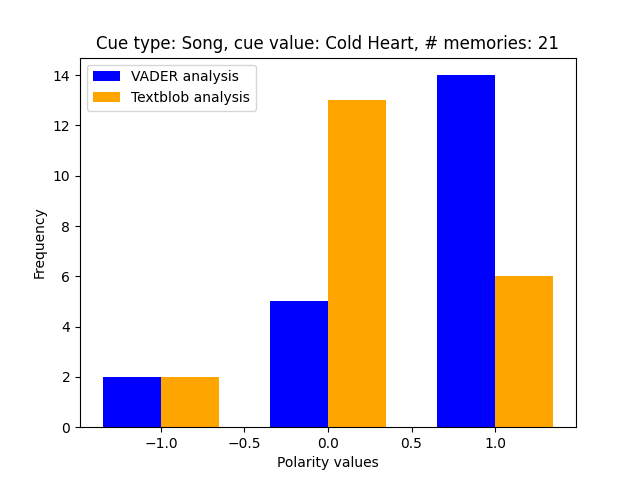 Cue type: Song, cue value: Cold Heart, # memories: 21
VADER analysis
Textblob analysis
Frequency
14
12
10
8
6
4
2
0
−1.0 −0.5 0.0 0.5 1.0
Polarity values